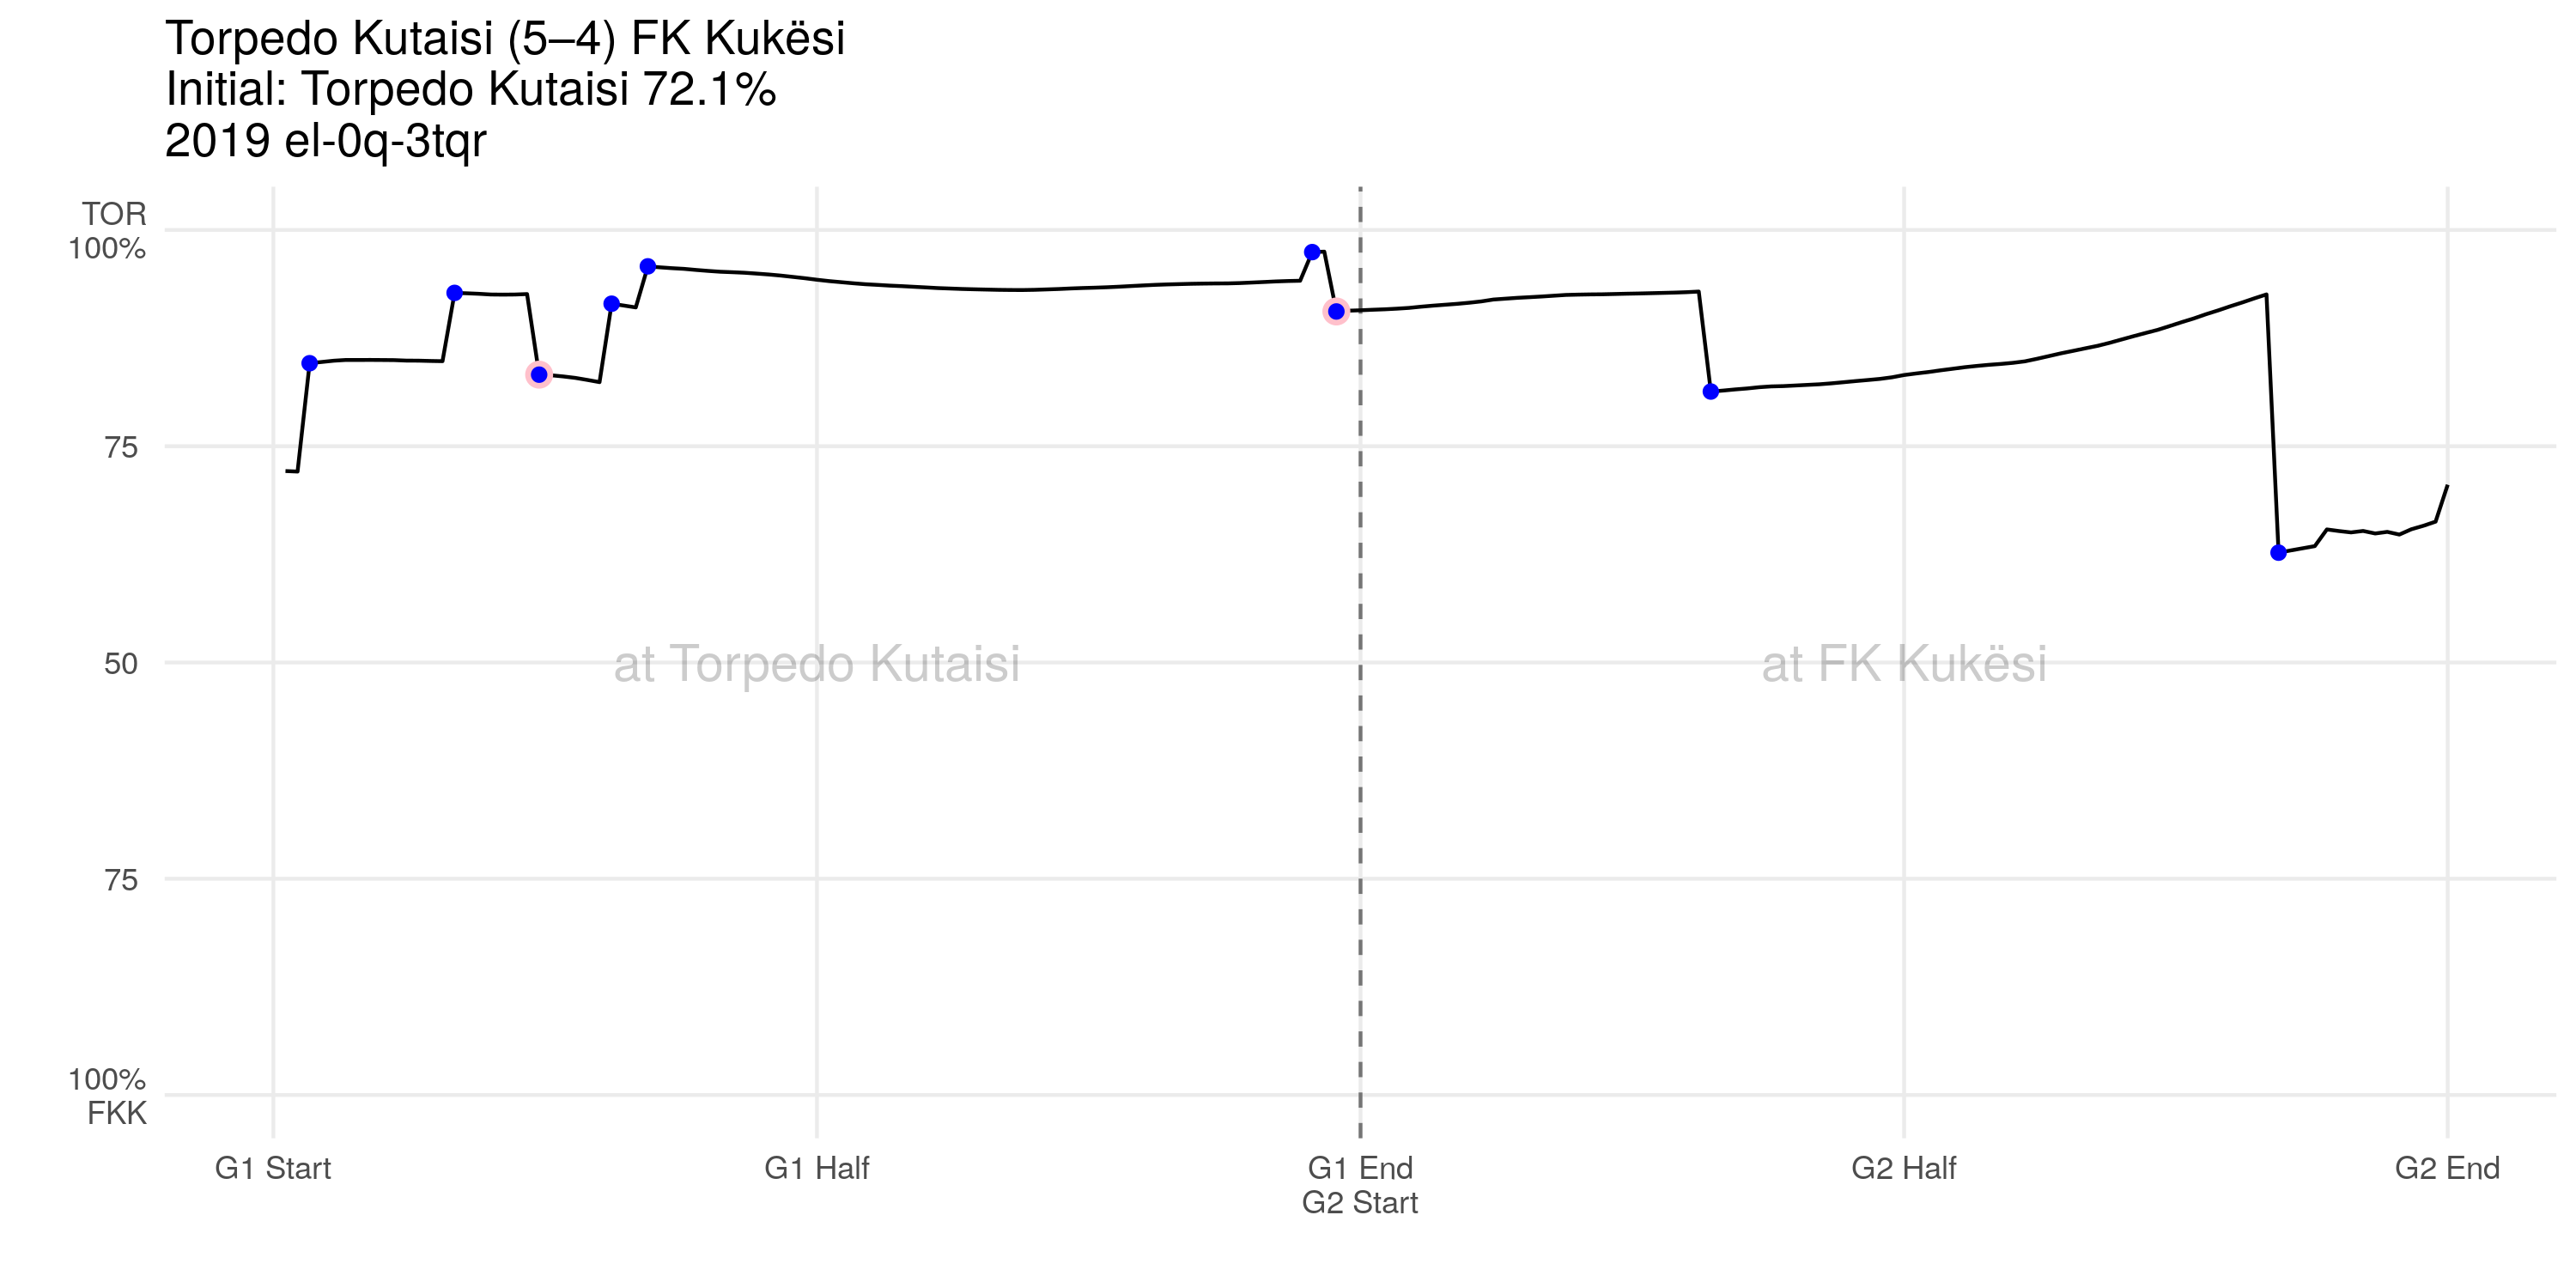 Torpedo Kutaisi (5–4) FK Kukësi
Initial: Torpedo Kutaisi 72.1%
2019 el-0q-3tqr
TOR
100%
75
50
75
100%
FKK
at Torpedo Kutaisi
at FK Kukësi
G1 Start
G1 Half
G1 End
G2 Start
G2 Half
G2 End